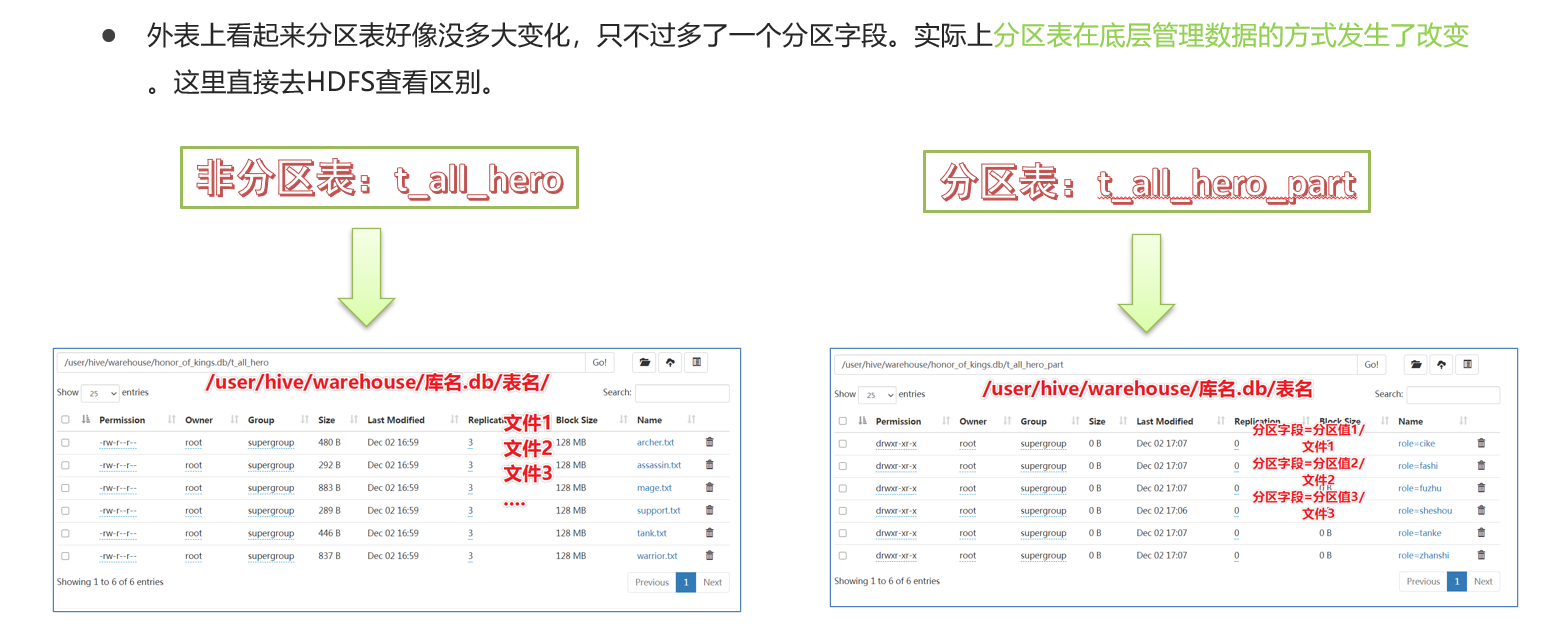 ● 外表上看起来分区表好像没多大变化，只不过多了一个分区字段。实际上分区表在底层管理数据的方式发生了改变
。这里直接去HDFS查看区别。
非分区表：t_all_hero
分区表：t_all_hero_part
/user/hive/warehouse/honor_of_kings.db/t_all_hero Go!
/user/hive/warehouse/库名.db/表名/
Show 25 entries Search:
Permission Owner Group Size Last Modified Replication Block Size Name
-rw-r--r-- root supergroup 480 B Dec 02 16:59 3 128 MB archer.txt
-rw-r--r-- root supergroup 292 B Dec 02 16:59 3 128 MB assassin.txt
-rw-r--r-- root supergroup 883 B Dec 02 16:59 3 128 MB mage.txt
-rw-r--r-- root supergroup 289 B Dec 02 16:59 3 128 MB support.txt
-rw-r--r-- root supergroup 446 B Dec 02 16:59 3 128 MB tank.txt
-rw-r--r-- root supergroup 837 B Dec 02 16:59 3 128 MB warrior.txt
文件1
文件2
文件3
....
Showing 1 to 6 of 6 entries
Previous 1 Next
/user/hive/warehouse/honor_of_kings.db/t_all_hero_part Go!
/user/hive/warehouse/库名.db/表名
Show 25 entries Search:
Permission Owner Group Size Last Modified Replication Block Size Name
drwxr-xr-x root supergroup 0 B Dec 02 17:07 0 role=cike
drwxr-xr-x root supergroup 0 B Dec 02 17:07 0 role=fashi
drwxr-xr-x root supergroup 0 B Dec 02 17:07 0 0 B role=fuzhu
drwxr-xr-x root supergroup 0 B Dec 02 17:06 0 role=sheshou
drwxr-xr-x root supergroup 0 B Dec 02 17:07 0 0 B role=tanke
drwxr-xr-x root supergroup 0 B Dec 02 17:07 0 0 B role=zhanshi
分区字段=分区值1/
文件1
分区字段=分区值2/
文件2
分区字段=分区值3/
文件3
Showing 1 to 6 of 6 entries
Previous 1 Next